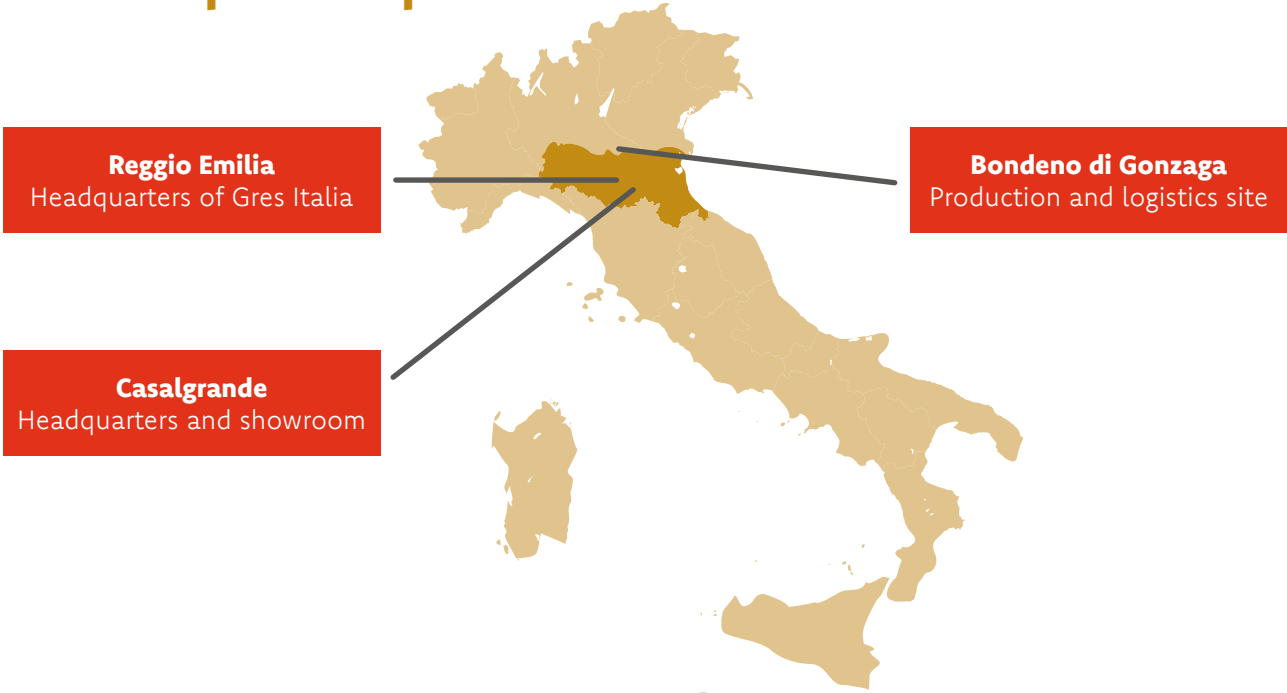 Reggio Emilia
Headquarters of Gres Italia
Bondeno di Gonzaga
Production and logistics site
Casalgrande
Headquarters and showroom